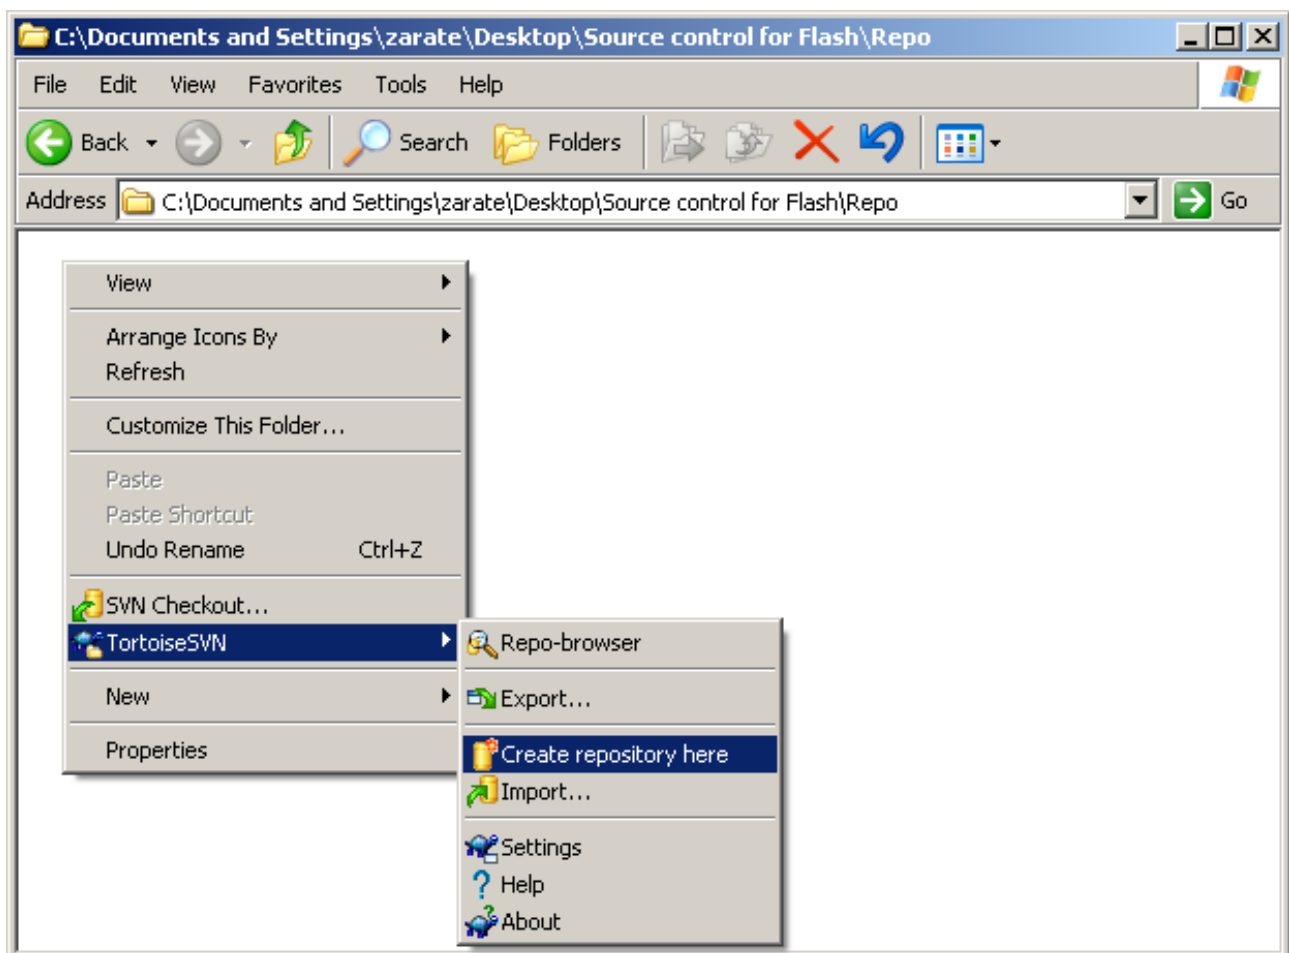 C:\Documents and Settings\zarate\Desktop\Source control for Flash\Repo
File Edit View Favorites Tools Help
Back Search Folders
Address C:\Documents and Settings\zarate\Desktop\Source control for Flash\Repo Go
View
Arrange Icons By
Refresh
Customize This Folder...
Paste
Paste Shortcut
Undo Rename Ctrl+Z
SVN Checkout...
TortoiseSVN
New
Properties
Repo-browser
Export...
Create repository here
Import...
Settings
Help
About